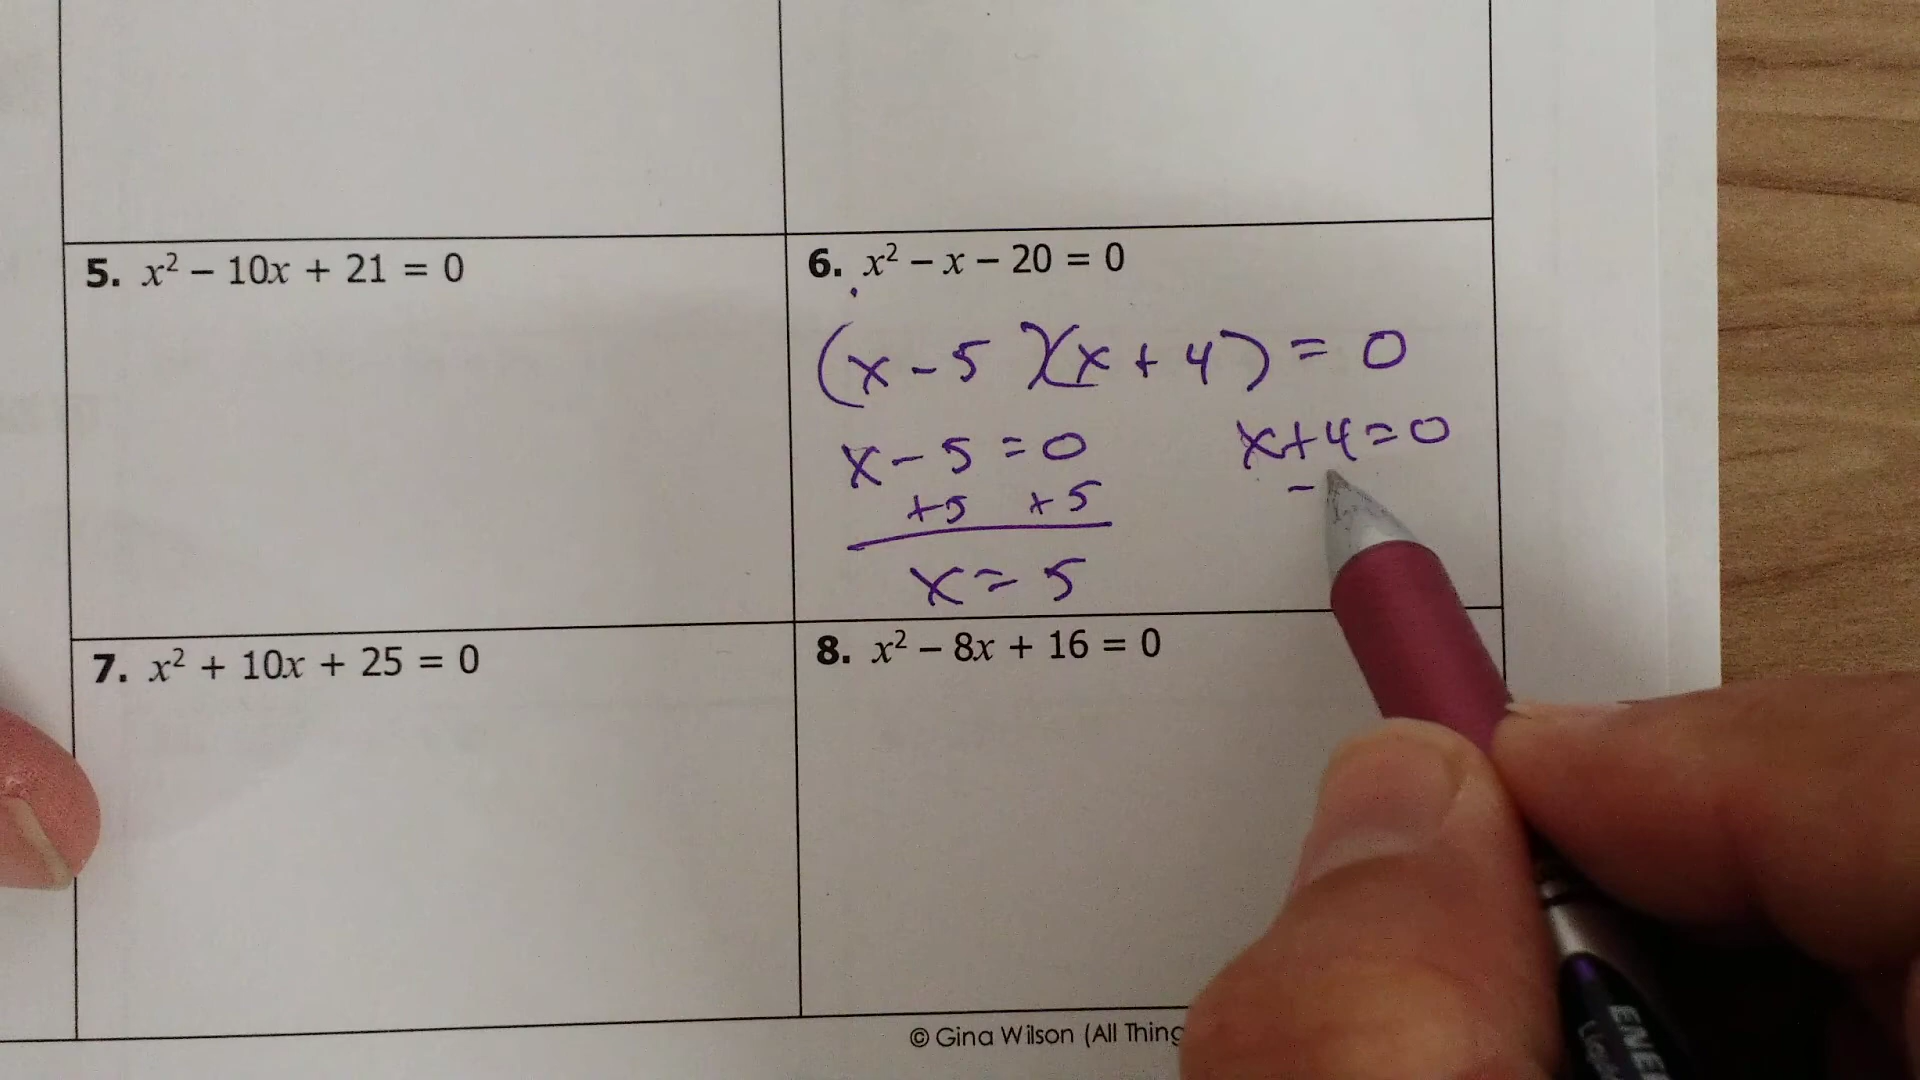 5. x² – 10x + 21 = 0
6. x² – x – 20 = 0
(x - 5)(x + 4) = 0
x - 5 = 0
+5 +5
x = 5
x + 4 = 0
-
7. x² + 10x + 25 = 0
8. x² – 8x + 16 = 0
© Gina Wilson (All Thing